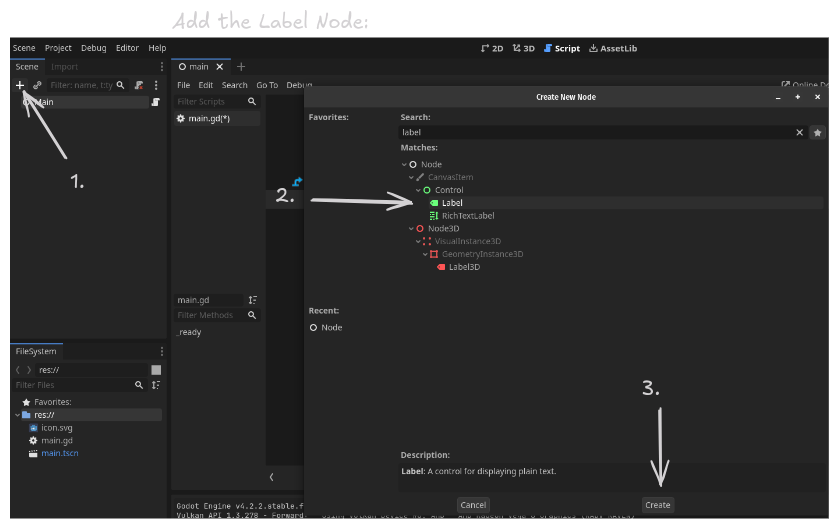 Add the Label Node:
Scene Project Debug Editor Help
2D 3D Script AssetLib
Scene Import
main
Filter: name, t:ty
File Edit Search Go To Debug
Online Do
Main
Filter Scripts
main.gd(*)
1.
2.
main.gd
Filter Methods
_ready
FileSystem
res://
Filter Files
Favorites:
res://
icon.svg
main.gd
main.tscn
Create New Node
Favorites:
Search:
label
Matches:
Node
CanvasItem
Control
Label
RichTextLabel
Node3D
VisualInstance3D
GeometryInstance3D
Label3D
Recent:
Node
3.
Description:
Label: A control for displaying plain text.
Cancel
Create
Godot Engine v4.2.2.stable.f
Vulkan API 1.3.278 - Forward